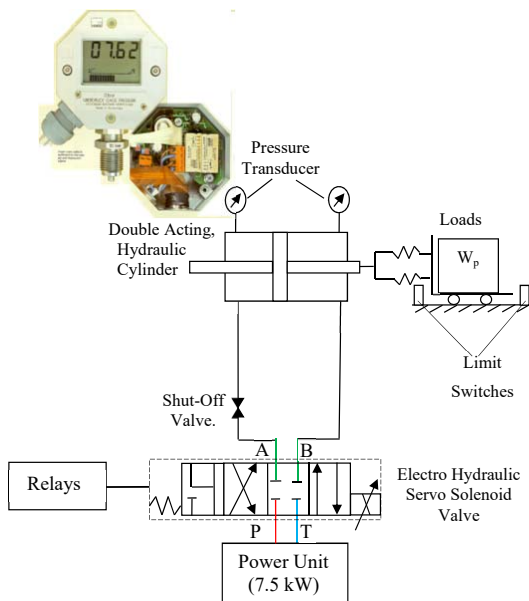 07.62
Pressure
Transducer
Double Acting,
Hydraulic
Cylinder
Loads
Wp
Limit
Switches
Shut-Off
Valve.
A
B
Relays
Electro Hydraulic
Servo Solenoid
Valve
P
T
Power Unit
(7.5 kW)